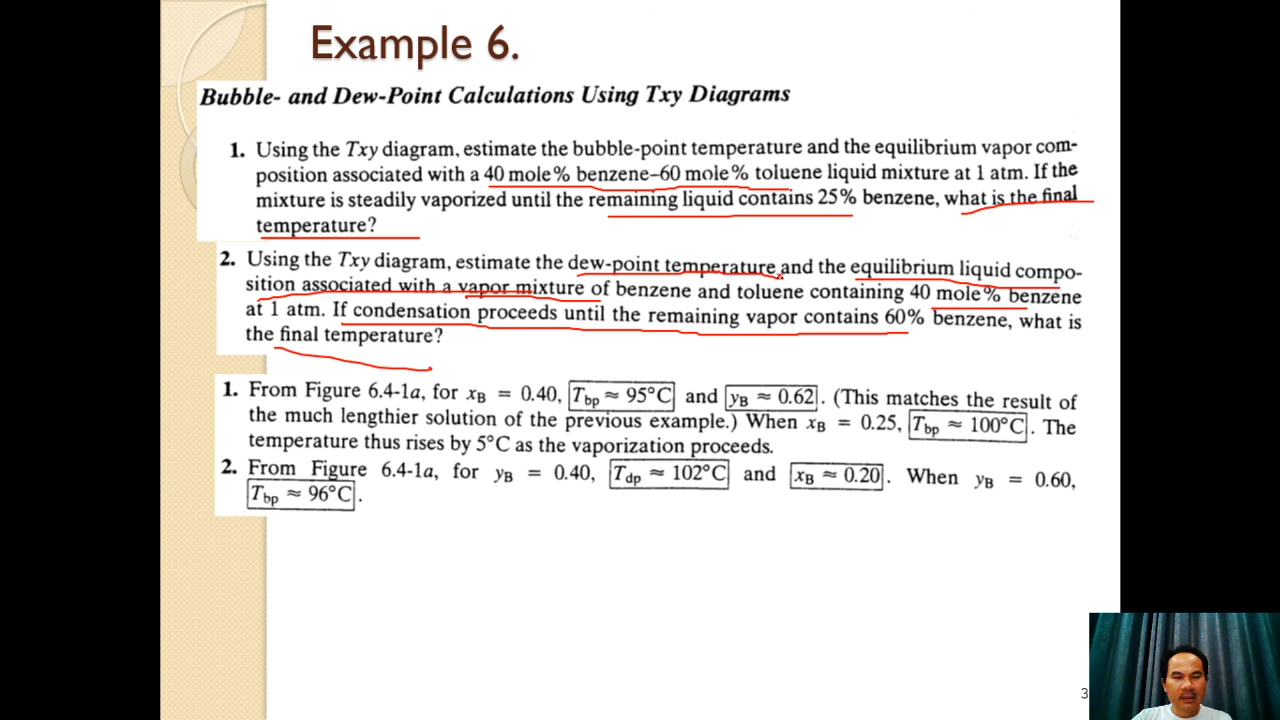 Example 6.
Bubble- and Dew-Point Calculations Using Txy Diagrams
1. Using the Txy diagram, estimate the bubble-point temperature and the equilibrium vapor com-
position associated with a 40 mole% benzene–60 mole% toluene liquid mixture at 1 atm. If the
mixture is steadily vaporized until the remaining liquid contains 25% benzene, what is the final
temperature?
2. Using the Txy diagram, estimate the dew-point temperature and the equilibrium liquid compo-
sition associated with a vapor mixture of benzene and toluene containing 40 mole% benzene
at 1 atm. If condensation proceeds until the remaining vapor contains 60% benzene, what is
the final temperature?
1. From Figure 6.4-1a, for xB = 0.40, Tbp ≈ 95°C and yB ≈ 0.62. (This matches the result of
the much lengthier solution of the previous example.) When xB = 0.25, Tbp ≈ 100°C. The
temperature thus rises by 5°C as the vaporization proceeds.
2. From Figure 6.4-1a, for yB = 0.40, Tdp ≈ 102°C and xB ≈ 0.20. When yB = 0.60,
Tbp ≈ 96°C.
3